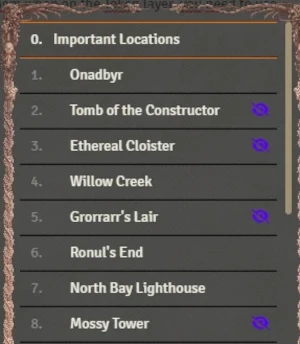 0. Important Locations
1. Onadbyr
2. Tomb of the Constructor
3. Ethereal Cloister
4. Willow Creek
5. Grorrarr's Lair
6. Ronul's End
7. North Bay Lighthouse
8. Mossy Tower